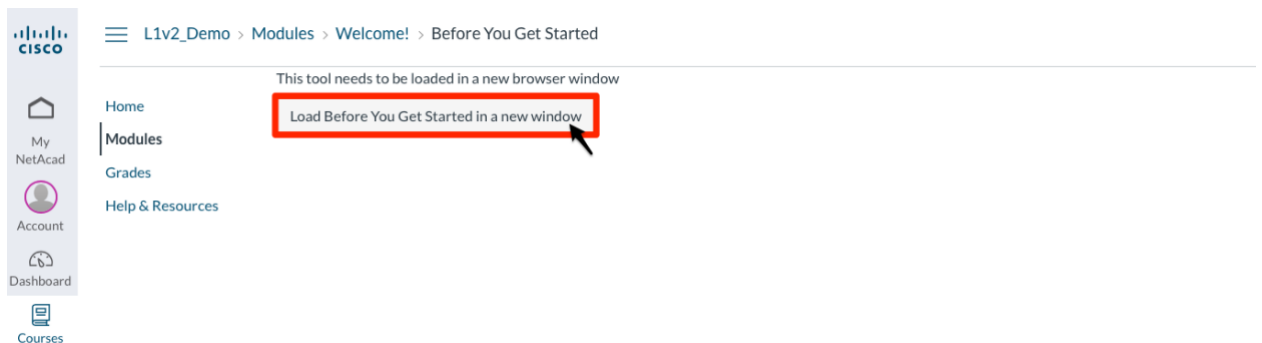 CISCO
L1v2_Demo > Modules > Welcome! > Before You Get Started
This tool needs to be loaded in a new browser window
Load Before You Get Started in a new window
Home
Modules
Grades
Help & Resources
My
NetAcad
Account
Dashboard
Courses